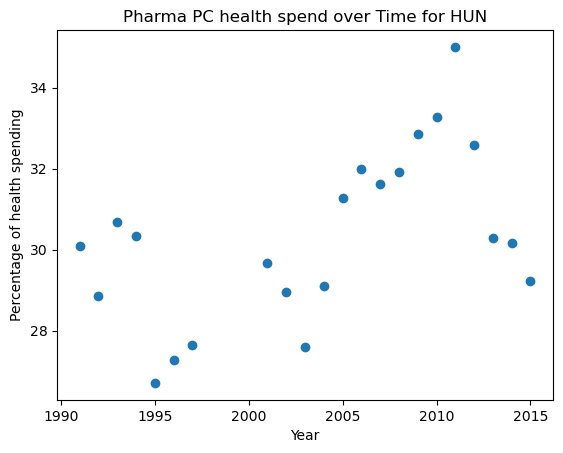 Pharma PC health spend over Time for HUN
Percentage of health spending
34
32
30
28
1990 1995 2000 2005 2010 2015
Year